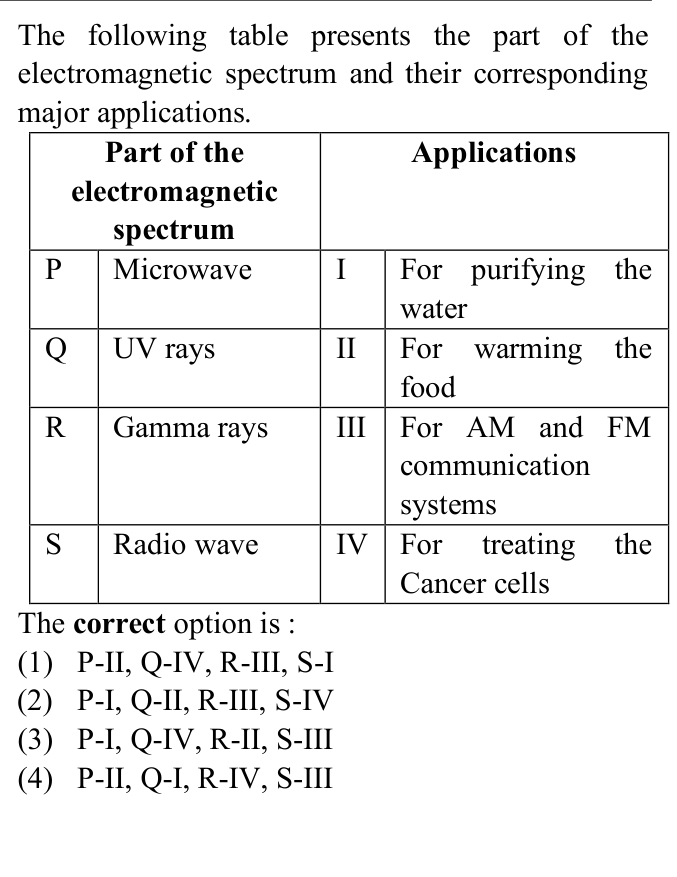 The following table presents the part of the
electromagnetic spectrum and their corresponding
major applications.
Part of the
electromagnetic
spectrum
Applications
P Microwave I For purifying the
water
Q UV rays II For warming the
food
R Gamma rays III For AM and FM
communication
systems
S Radio wave IV For treating the
Cancer cells
The correct option is :
(1) P-II, Q-IV, R-III, S-I
(2) P-I, Q-II, R-III, S-IV
(3) P-I, Q-IV, R-II, S-III
(4) P-II, Q-I, R-IV, S-III